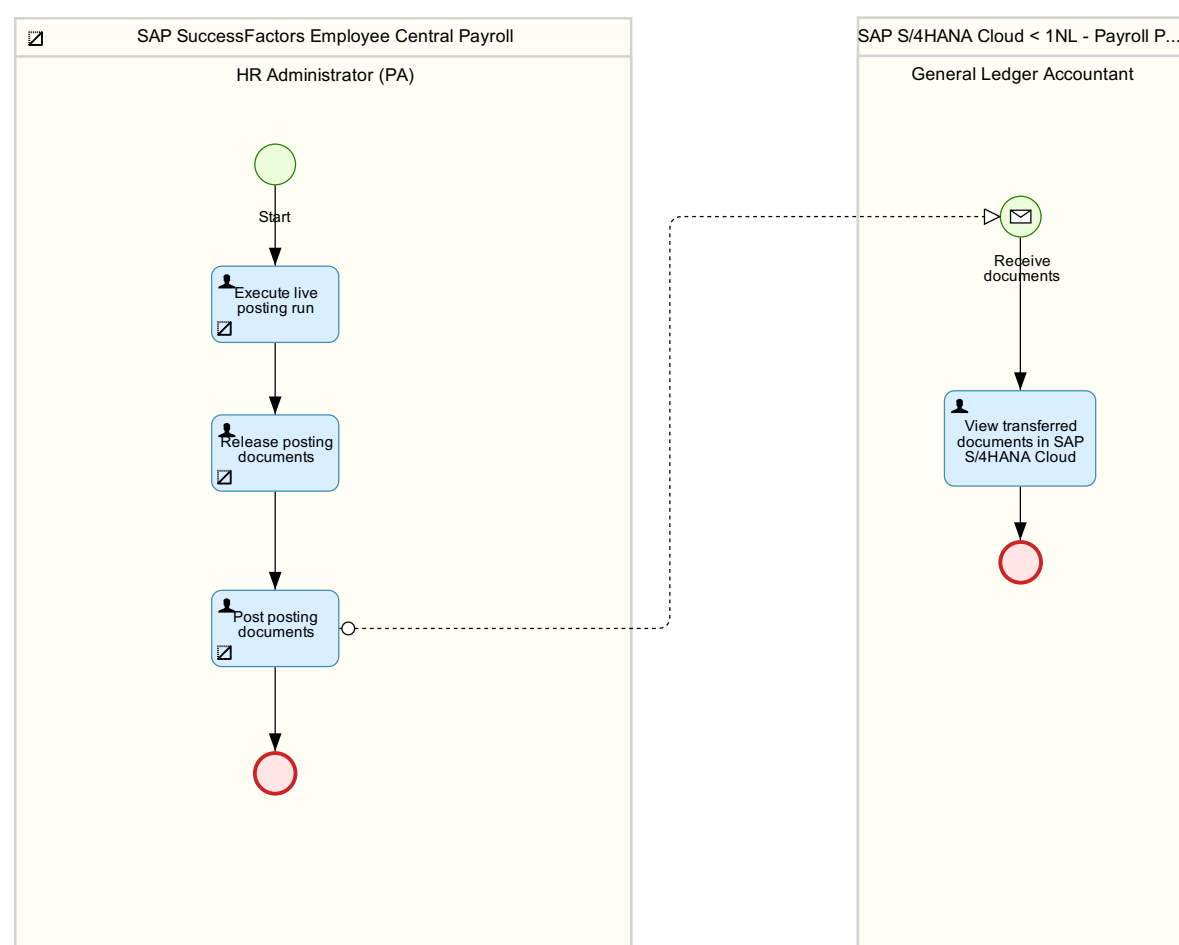 SAP SuccessFactors Employee Central Payroll
HR Administrator (PA)
Start
Execute live
posting run
Release posting
documents
Post posting
documents
SAP S/4HANA Cloud < 1NL - Payroll P...
General Ledger Accountant
Receive
documents
View transferred
documents in SAP
S/4HANA Cloud